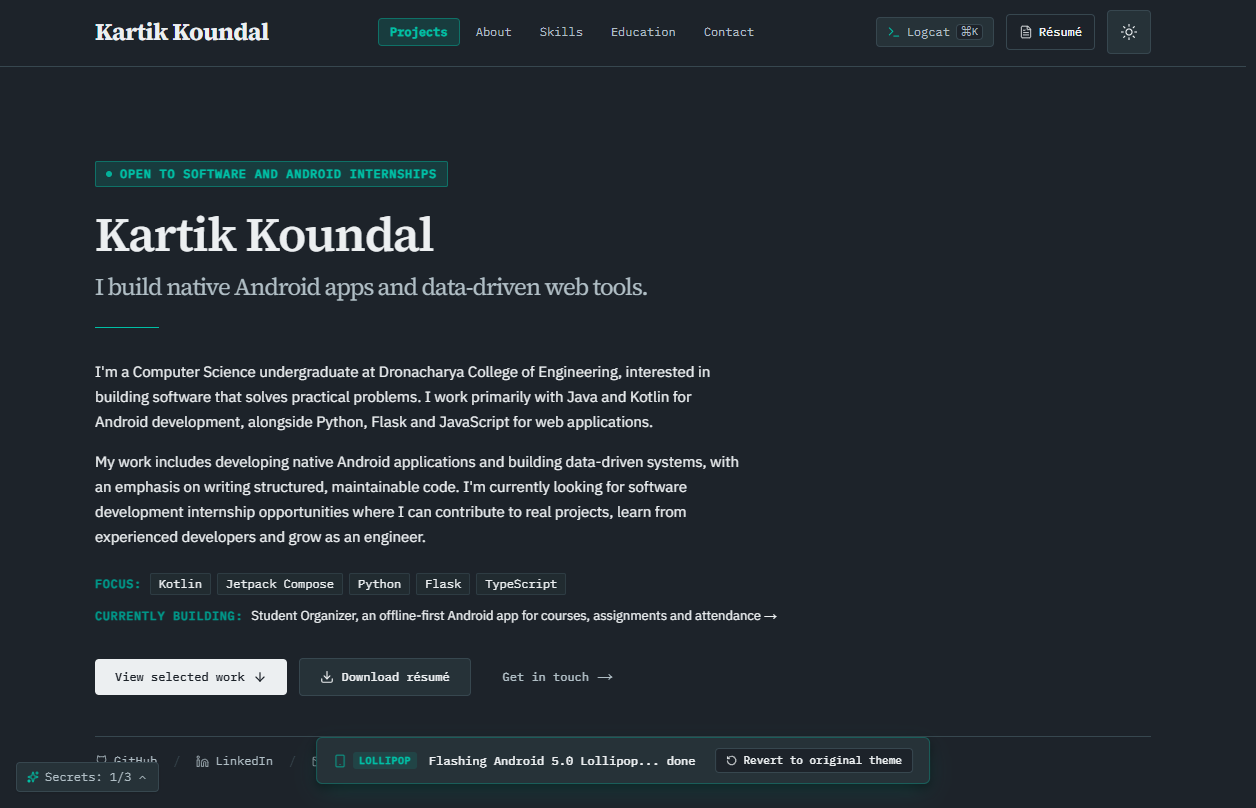 Kartik Koundal
Projects About Skills Education Contact
Logcat ⌘K Résumé
OPEN TO SOFTWARE AND ANDROID INTERNSHIPS
Kartik Koundal
I build native Android apps and data-driven web tools.
I'm a Computer Science undergraduate at Dronacharya College of Engineering, interested in
building software that solves practical problems. I work primarily with Java and Kotlin for
Android development, alongside Python, Flask and JavaScript for web applications.
My work includes developing native Android applications and building data-driven systems, with
an emphasis on writing structured, maintainable code. I'm currently looking for software
development internship opportunities where I can contribute to real projects, learn from
experienced developers and grow as an engineer.
FOCUS: Kotlin Jetpack Compose Python Flask TypeScript
CURRENTLY BUILDING: Student Organizer, an offline-first Android app for courses, assignments and attendance →
View selected work ↓ Download résumé Get in touch →
GitHub / LinkedIn /
LOLLIPOP Flashing Android 5.0 Lollipop... done Revert to original theme
Secrets: 1/3